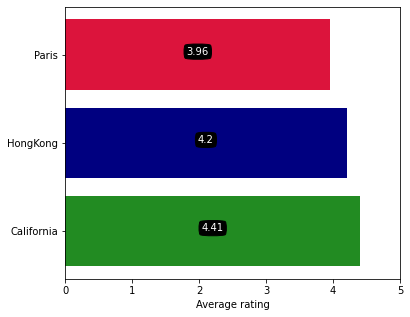 Paris
3.96
HongKong
4.2
California
4.41
0 1 2 3 4 5
Average rating